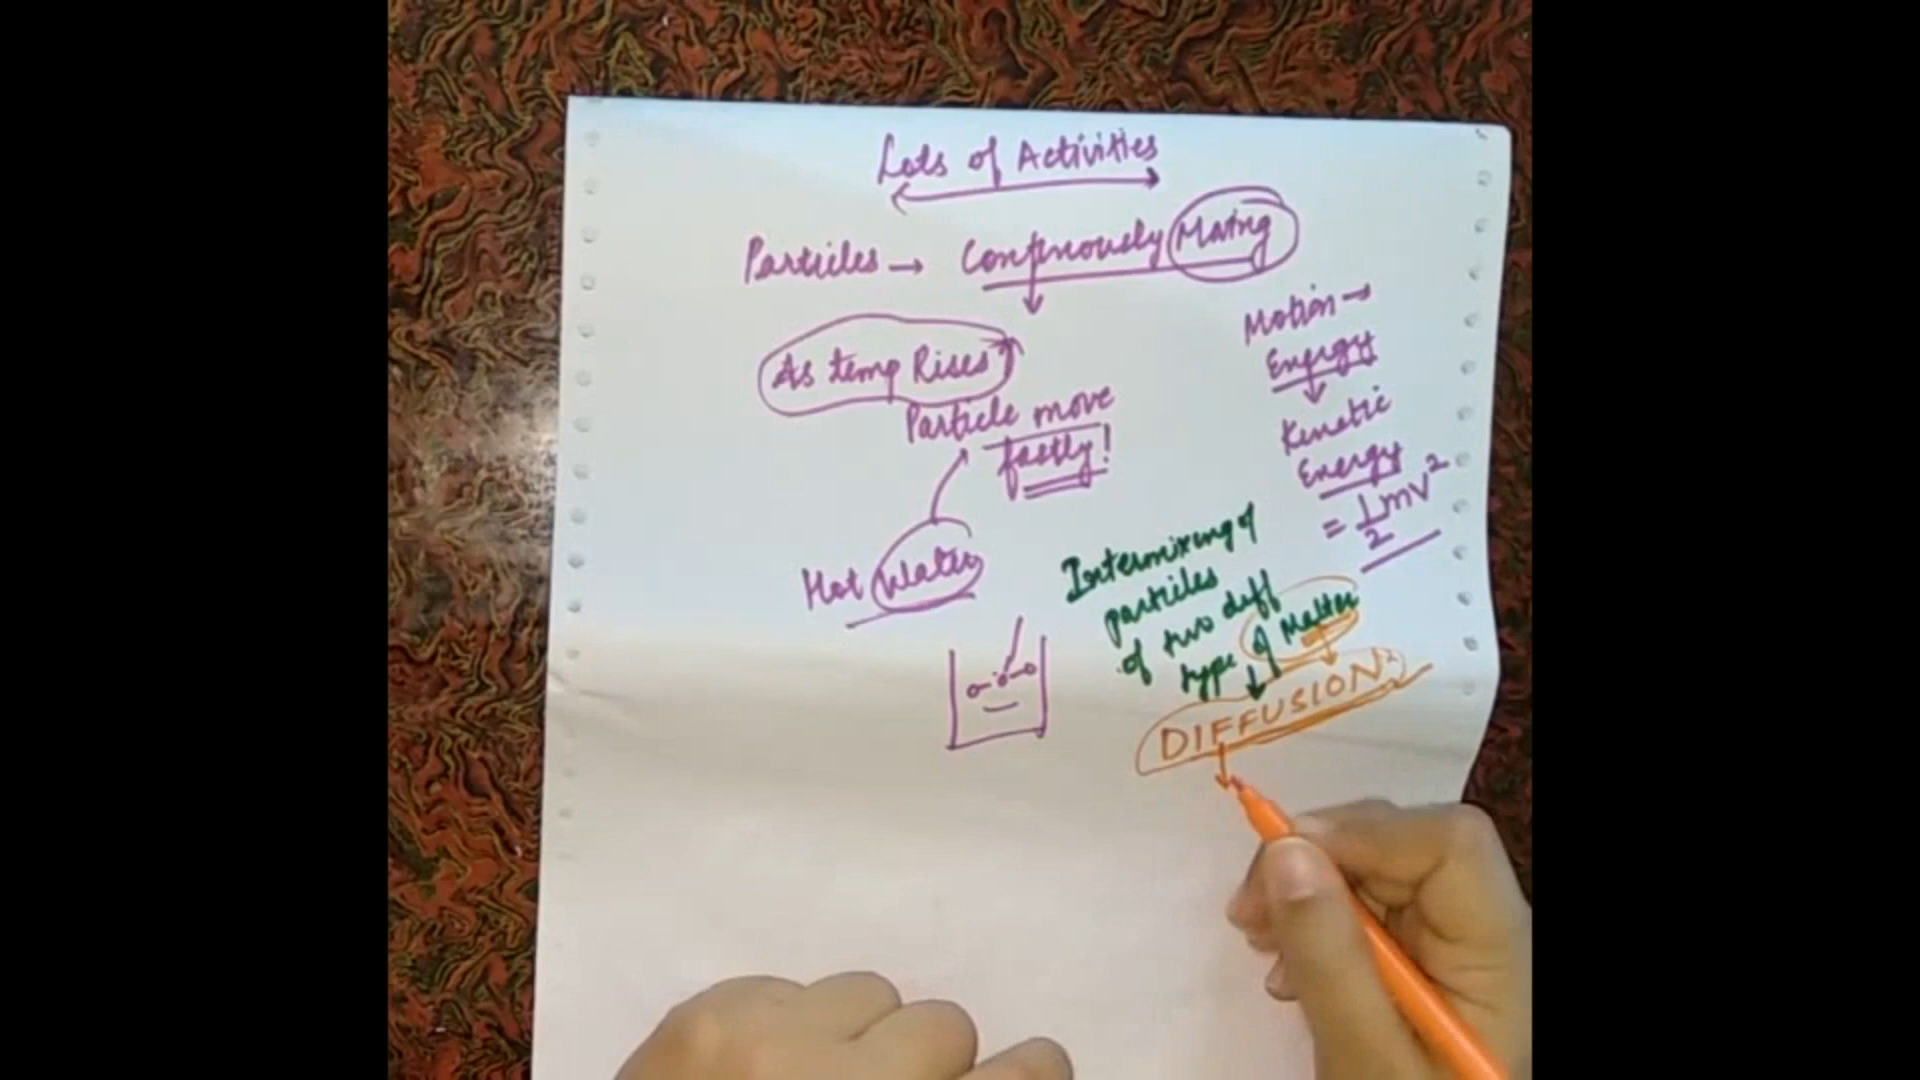 Lots of Activities
Particles → Continuously Moving
As temp Rises ↑
Particle move
fastly!
Hot Water
Motion →
Energy
Kinetic
Energy
= 1/2 mv²
Intermixing of
particles
of two diff
type of Matter
DIFFUSION